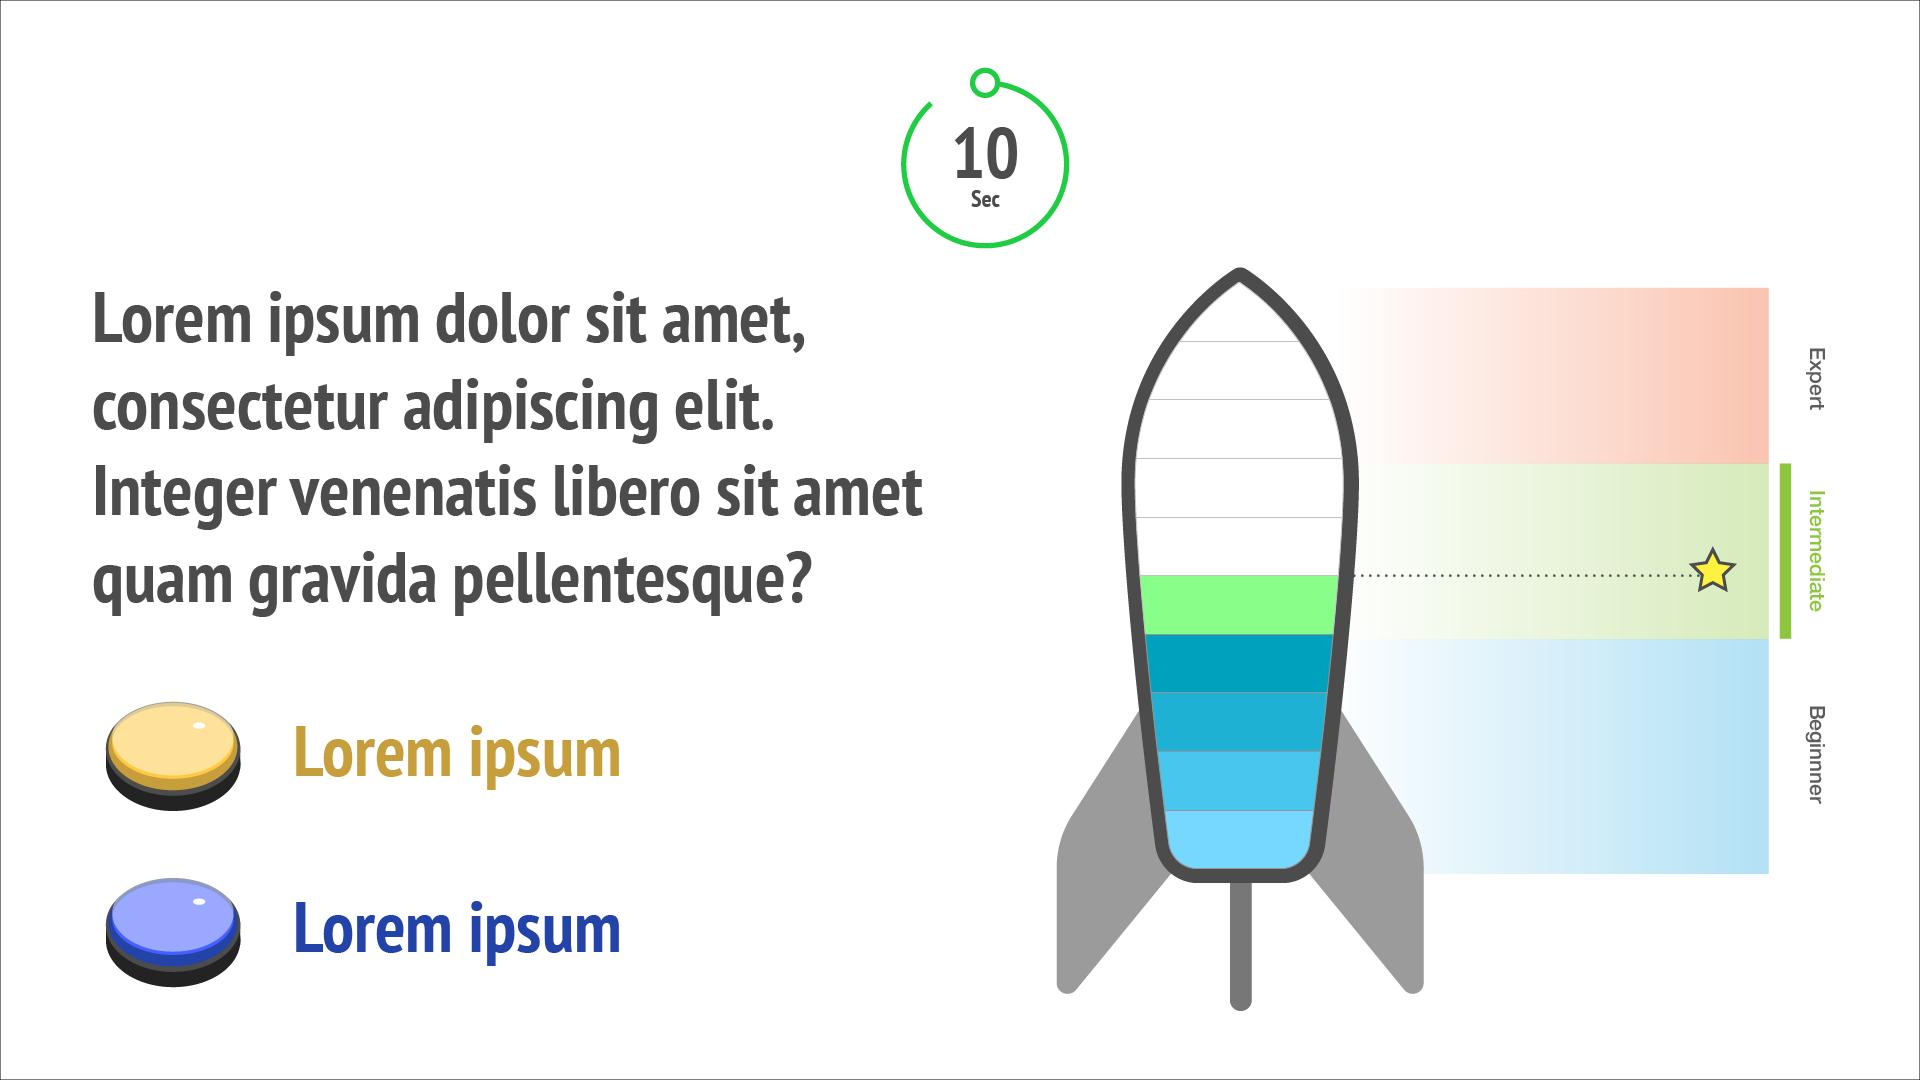 10
Sec
Lorem ipsum dolor sit amet,
consectetur adipiscing elit.
Integer venenatis libero sit amet
quam gravida pellentesque?
Lorem ipsum
Lorem ipsum
Expert
Intermediate
Beginnner